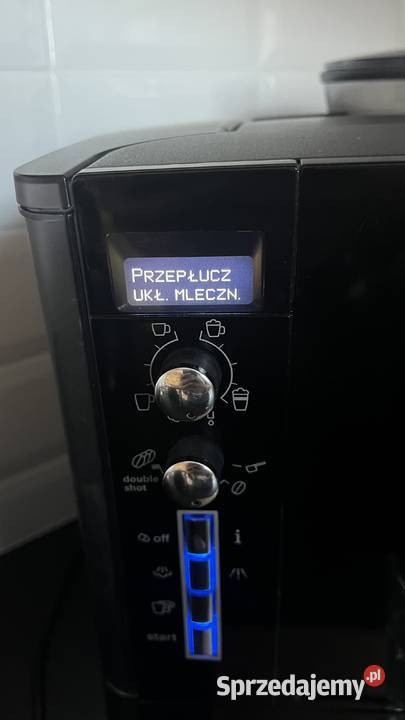 PRZEPŁUCZ
UKŁ. MLECZN.
double
shot
off
i
start
Sprzedajemy.pl